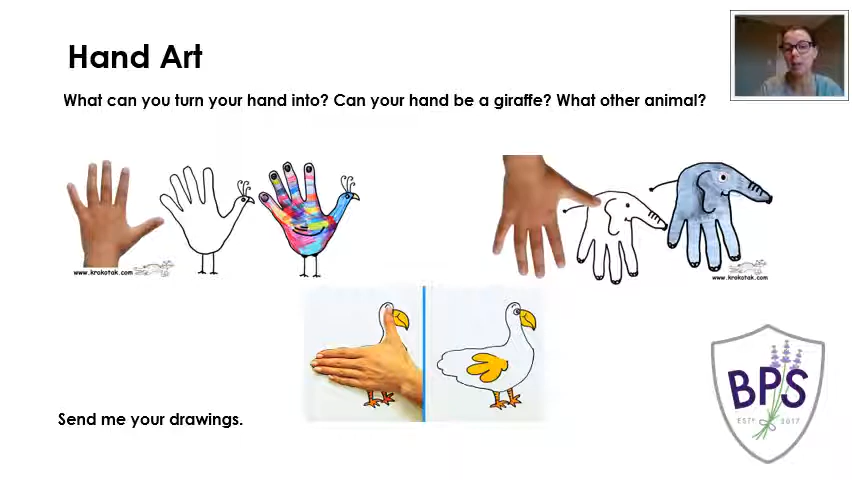 Hand Art
What can you turn your hand into? Can your hand be a giraffe? What other animal?
www.krokotak.com
www.krokotak.com
Send me your drawings.
BPS
ESTD 2017